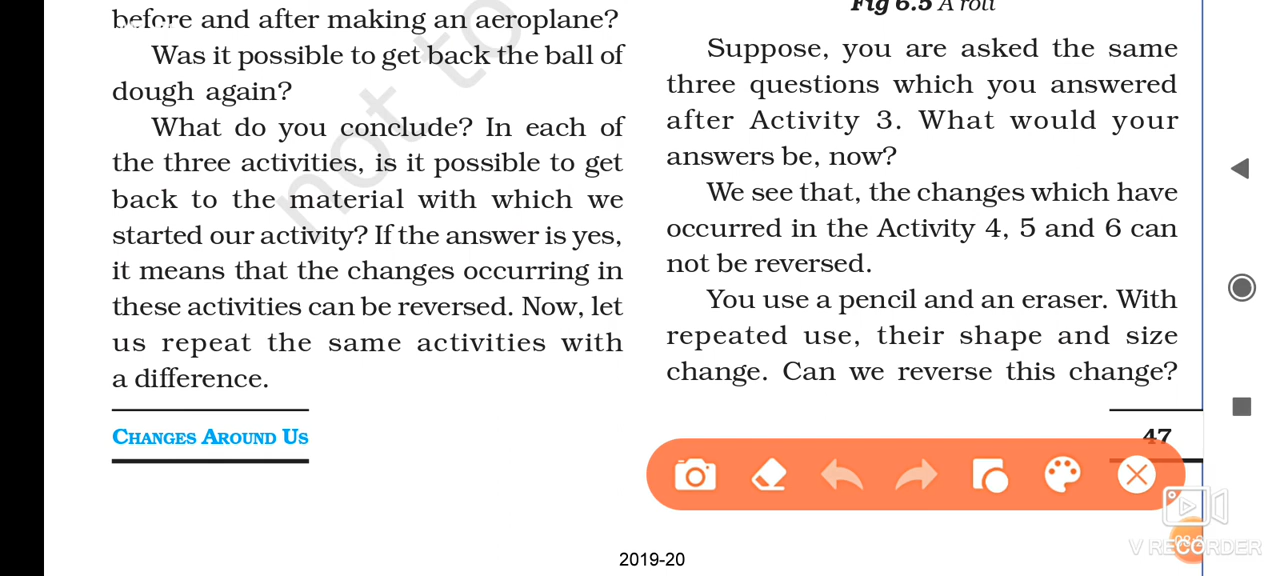 before and after making an aeroplane?
Was it possible to get back the ball of
dough again?
What do you conclude? In each of
the three activities, is it possible to get
back to the material with which we
started our activity? If the answer is yes,
it means that the changes occurring in
these activities can be reversed. Now, let
us repeat the same activities with
a difference.
CHANGES AROUND US
Fig 6.5 A roti
Suppose, you are asked the same
three questions which you answered
after Activity 3. What would your
answers be, now?
We see that, the changes which have
occurred in the Activity 4, 5 and 6 can
not be reversed.
You use a pencil and an eraser. With
repeated use, their shape and size
change. Can we reverse this change?
47
not to
2019-20
V RECORDER